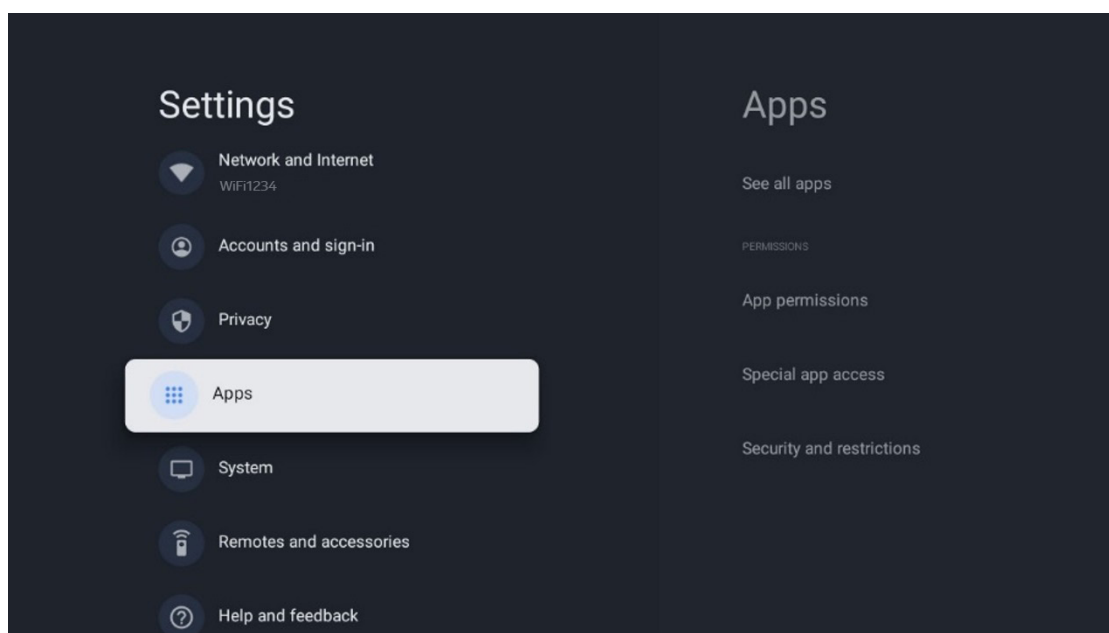 Settings
Network and Internet
WiFi1234
Accounts and sign-in
Privacy
Apps
System
Remotes and accessories
Help and feedback
Apps
See all apps
PERMISSIONS
App permissions
Special app access
Security and restrictions